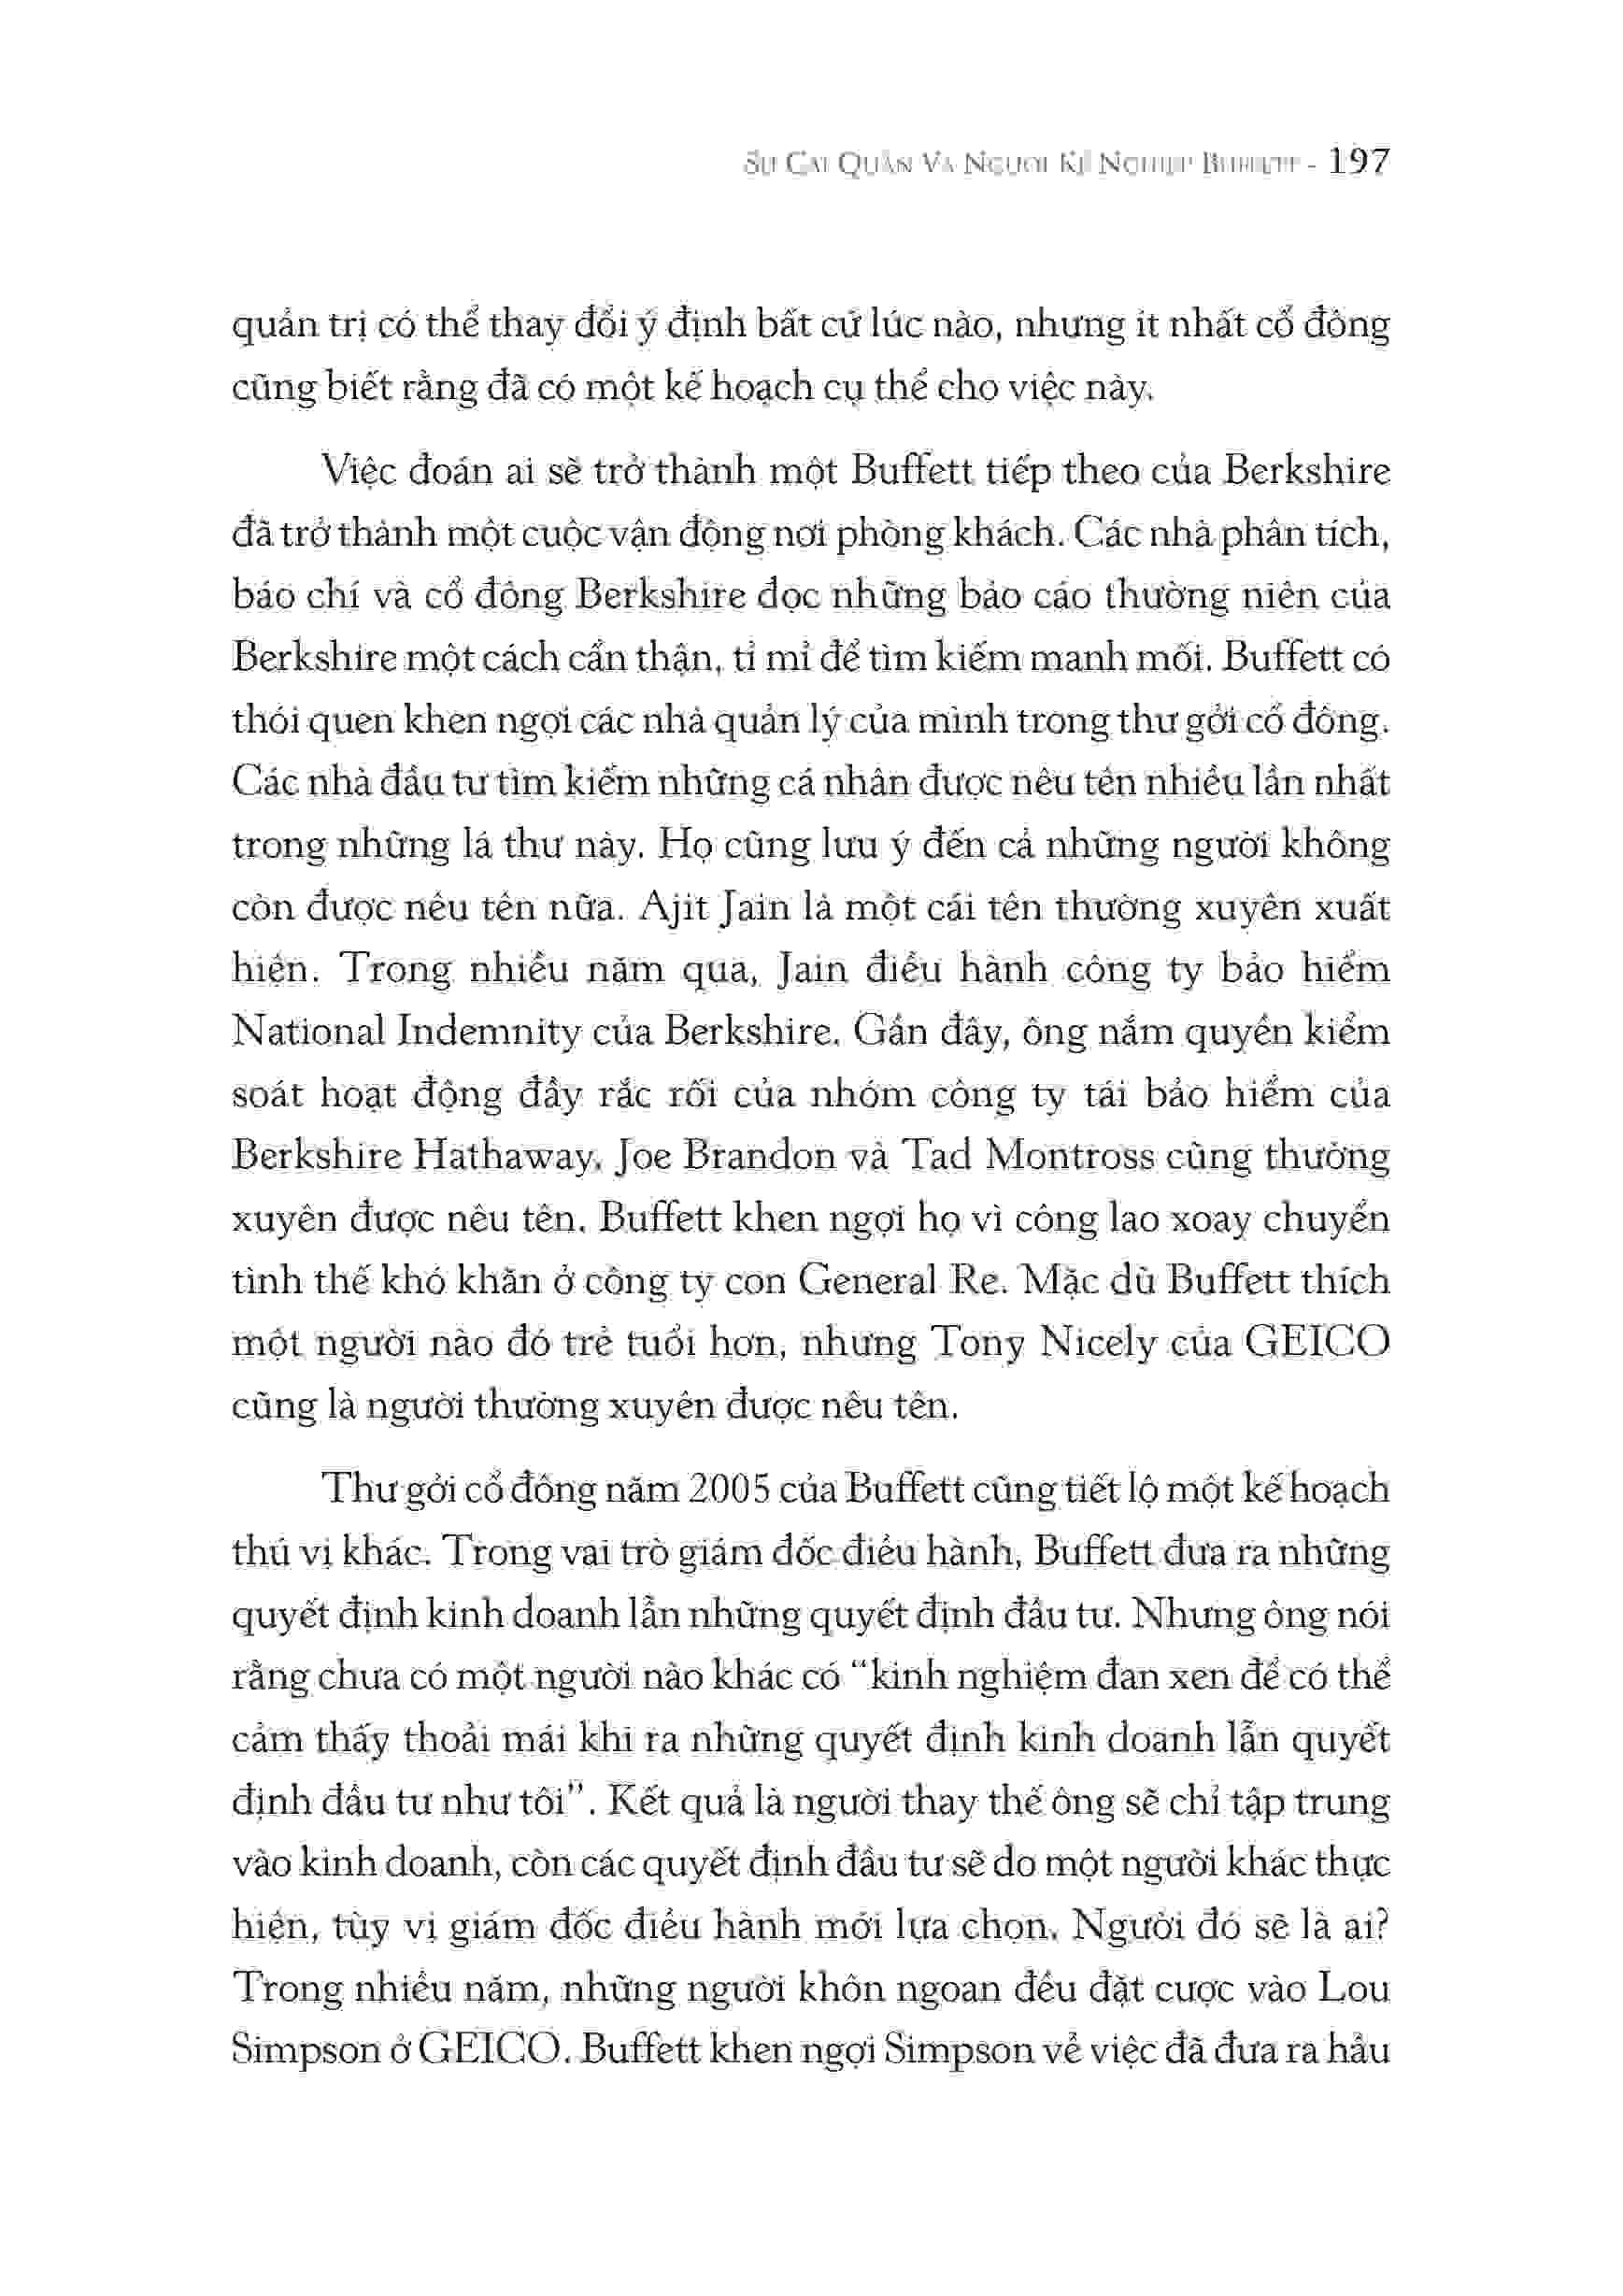 Sự Cai Quản Và Người Kế Nghiệp Buffett - 197
quản trị có thể thay đổi ý định bất cứ lúc nào, nhưng ít nhất cổ đông
cũng biết rằng đã có một kế hoạch cụ thể cho việc này.
Việc đoán ai sẽ trở thành một Buffett tiếp theo của Berkshire
đã trở thành một cuộc vận động nơi phòng khách. Các nhà phân tích,
báo chí và cổ đông Berkshire đọc những báo cáo thường niên của
Berkshire một cách cẩn thận, tỉ mỉ để tìm kiếm manh mối. Buffett có
thói quen khen ngợi các nhà quản lý của mình trong thư gởi cổ đông.
Các nhà đầu tư tìm kiếm những cá nhân được nêu tên nhiều lần nhất
trong những lá thư này. Họ cũng lưu ý đến cả những người không
còn được nêu tên nữa. Ajit Jain là một cái tên thường xuyên xuất
hiện. Trong nhiều năm qua, Jain điều hành công ty bảo hiểm
National Indemnity của Berkshire. Gần đây, ông nắm quyền kiểm
soát hoạt động đầy rắc rối của nhóm công ty tái bảo hiểm của
Berkshire Hathaway. Joe Brandon và Tad Montross cũng thường
xuyên được nêu tên. Buffett khen ngợi họ vì công lao xoay chuyển
tình thế khó khăn ở công ty con General Re. Mặc dù Buffett thích
một người nào đó trẻ tuổi hơn, nhưng Tony Nicely của GEICO
cũng là người thường xuyên được nêu tên.
Thư gởi cổ đông năm 2005 của Buffett cũng tiết lộ một kế hoạch
thú vị khác. Trong vai trò giám đốc điều hành, Buffett đưa ra những
quyết định kinh doanh lẫn những quyết định đầu tư. Nhưng ông nói
rằng chưa có một người nào khác có “kinh nghiệm đan xen để có thể
cảm thấy thoải mái khi ra những quyết định kinh doanh lẫn quyết
định đầu tư như tôi”. Kết quả là người thay thế ông sẽ chỉ tập trung
vào kinh doanh, còn các quyết định đầu tư sẽ do một người khác thực
hiện, tùy vị giám đốc điều hành mới lựa chọn. Người đó sẽ là ai?
Trong nhiều năm, những người khôn ngoan đều đặt cược vào Lou
Simpson ở GEICO. Buffett khen ngợi Simpson về việc đã đưa ra hầu